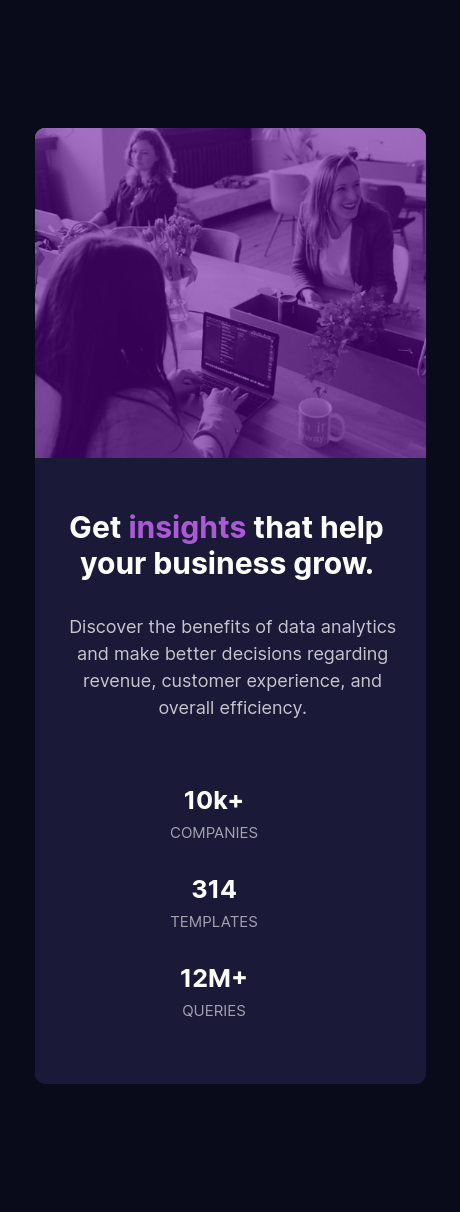 Get insights that help
your business grow.
Discover the benefits of data analytics
and make better decisions regarding
revenue, customer experience, and
overall efficiency.
10k+
COMPANIES
314
TEMPLATES
12M+
QUERIES